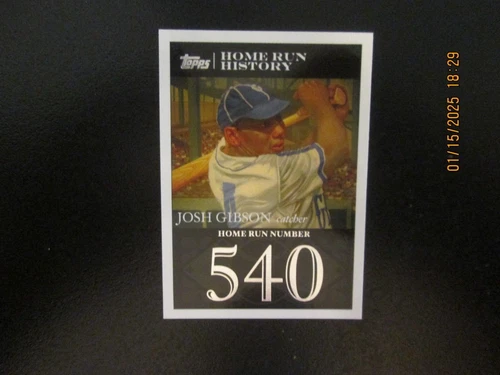 Topps
HOME RUN
HISTORY
JOSH GIBSON catcher
HOME RUN NUMBER
540
01/15/2025 18:29